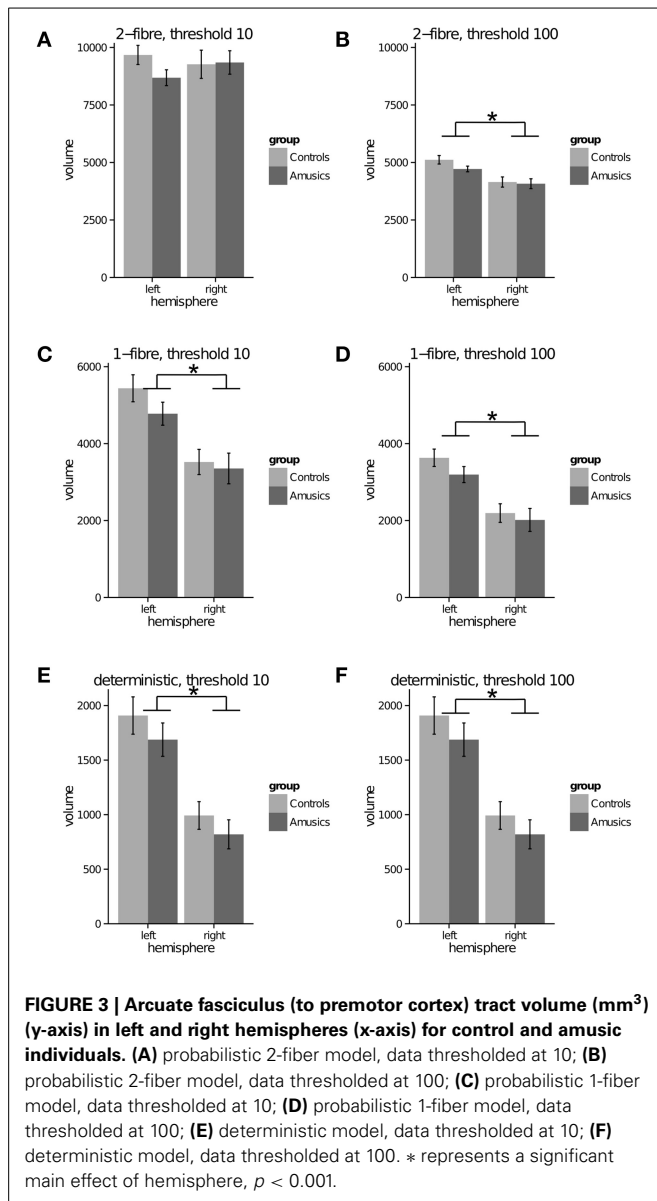 A
2−fibre, threshold 10
10000
7500
5000
2500
0
volume
left
right
hemisphere
group
Controls
Amusics
B
2−fibre, threshold 100
10000
7500
5000
2500
0
volume
*
left
right
hemisphere
group
Controls
Amusics
C
1−fibre, threshold 10
6000
4000
2000
0
volume
*
left
right
hemisphere
group
Controls
Amusics
D
1−fibre, threshold 100
6000
4000
2000
0
volume
*
left
right
hemisphere
group
Controls
Amusics
E
deterministic, threshold 10
2000
1500
1000
500
0
volume
*
left
right
hemisphere
group
Controls
Amusics
F
deterministic, threshold 100
2000
1500
1000
500
0
volume
*
left
right
hemisphere
group
Controls
Amusics
FIGURE 3 | Arcuate fasciculus (to premotor cortex) tract volume (mm³)
(y-axis) in left and right hemispheres (x-axis) for control and amusic
individuals. (A) probabilistic 2-fiber model, data thresholded at 10; (B)
probabilistic 2-fiber model, data thresholded at 100; (C) probabilistic 1-fiber
model, data thresholded at 10; (D) probabilistic 1-fiber model, data
thresholded at 100; (E) deterministic model, data thresholded at 10; (F)
deterministic model, data thresholded at 100. * represents a significant
main effect of hemisphere, p < 0.001.